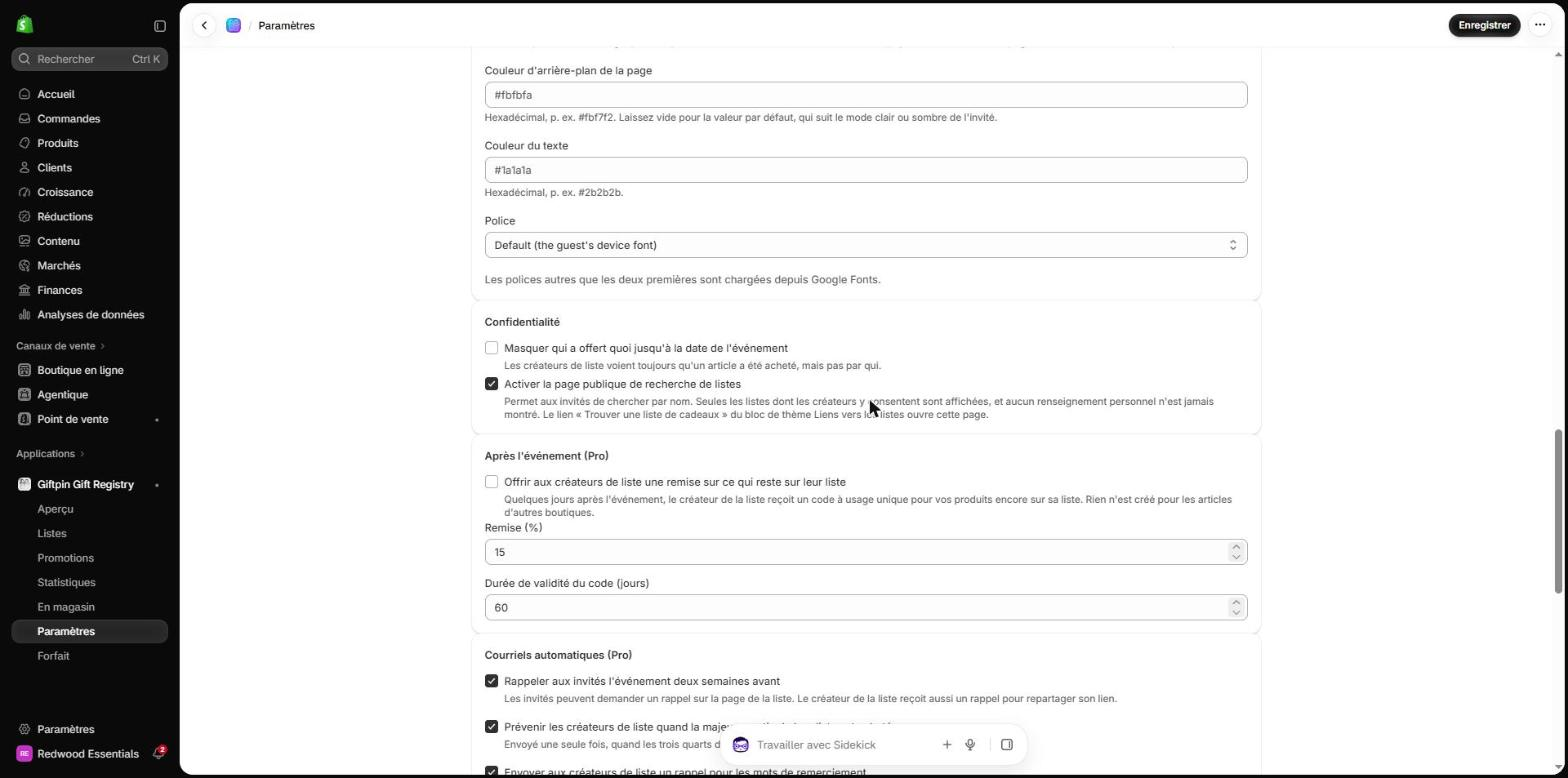 Rechercher Ctrl K
Accueil
Commandes
Produits
Clients
Croissance
Réductions
Contenu
Marchés
Finances
Analyses de données
Canaux de vente
Boutique en ligne
Agentique
Point de vente
Applications
Giftpin Gift Registry
Aperçu
Listes
Promotions
Statistiques
En magasin
Paramètres
Forfait
Paramètres
RE Redwood Essentials 2
/ Paramètres
Enregistrer
Couleur d'arrière-plan de la page
#fbfbfa
Hexadécimal, p. ex. #fbf7f2. Laissez vide pour la valeur par défaut, qui suit le mode clair ou sombre de l'invité.
Couleur du texte
#1a1a1a
Hexadécimal, p. ex. #2b2b2b.
Police
Default (the guest's device font)
Les polices autres que les deux premières sont chargées depuis Google Fonts.
Confidentialité
Masquer qui a offert quoi jusqu'à la date de l'événement
Les créateurs de liste voient toujours qu'un article a été acheté, mais pas par qui.
Activer la page publique de recherche de listes
Permet aux invités de chercher par nom. Seules les listes dont les créateurs y consentent sont affichées, et aucun renseignement personnel n'est jamais
montré. Le lien « Trouver une liste de cadeaux » du bloc de thème Liens vers les listes ouvre cette page.
Après l'événement (Pro)
Offrir aux créateurs de liste une remise sur ce qui reste sur leur liste
Quelques jours après l'événement, le créateur de la liste reçoit un code à usage unique pour vos produits encore sur sa liste. Rien n'est créé pour les articles
d'autres boutiques.
Remise (%)
15
Durée de validité du code (jours)
60
Courriels automatiques (Pro)
Rappeler aux invités l'événement deux semaines avant
Les invités peuvent demander un rappel sur la page de la liste. Le créateur de la liste reçoit aussi un rappel pour repartager son lien.
Prévenir les créateurs de liste quand la
Envoyé une seule fois, quand les trois quarts
Envoyer aux créateurs de liste un rappel pour les mots de remerciement
Travailler avec Sidekick